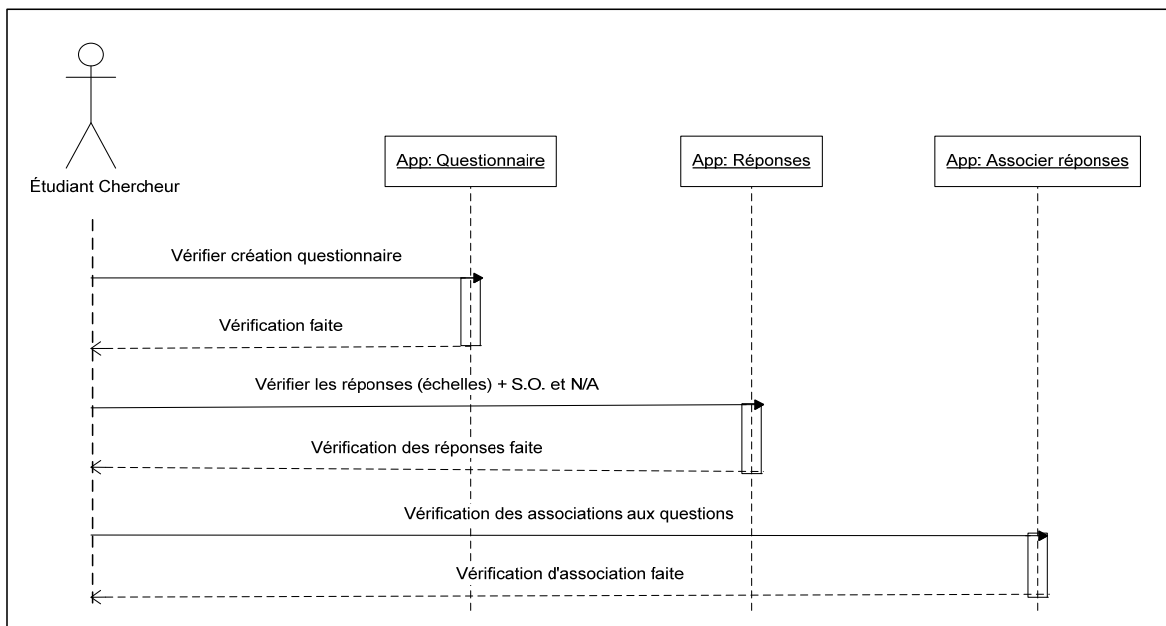 App: Questionnaire
App: Réponses
App: Associer réponses
Étudiant Chercheur
Vérifier création questionnaire
Vérification faite
Vérifier les réponses (échelles) + S.O. et N/A
Vérification des réponses faite
Vérification des associations aux questions
Vérification d'association faite